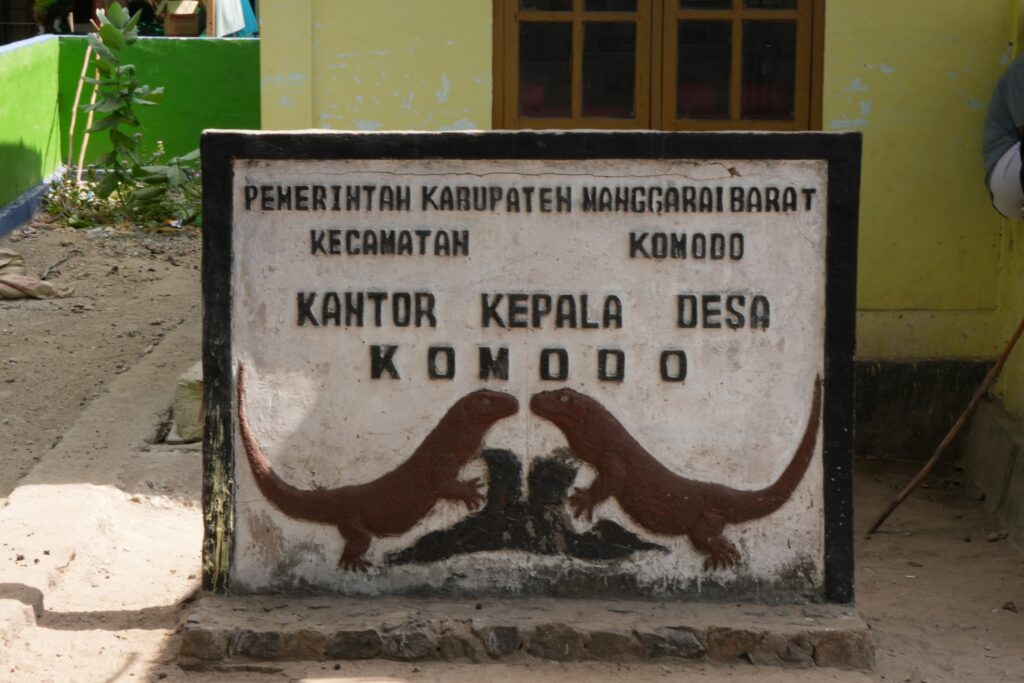 PEMERINTAH KABUPATEN MANGGARAI BARAT
KECAMATAN KOMODO
KANTOR KEPALA DESA
KOMODO